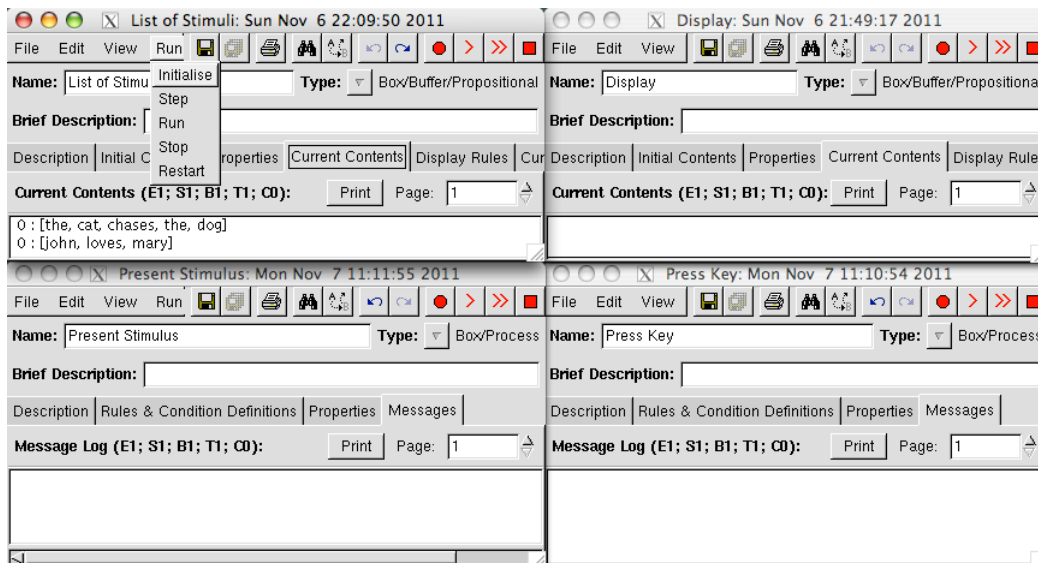 List of Stimuli: Sun Nov 6 22:09:50 2011
File Edit View Run
Initialise
Step
Run
Stop
Restart
Name: List of Stimu Type: Box/Buffer/Propositional
Brief Description:
Description Initial C roperties Current Contents Display Rules Cur
Current Contents (E1; S1; B1; T1; C0): Print Page: 1
0 : [the, cat, chases, the, dog]
0 : [john, loves, mary]
Display: Sun Nov 6 21:49:17 2011
File Edit View
Name: Display Type: Box/Buffer/Propositiona
Brief Description:
Description Initial Contents Properties Current Contents Display Rule
Current Contents (E1; S1; B1; T1; C0): Print Page: 1
Present Stimulus: Mon Nov 7 11:11:55 2011
File Edit View Run
Name: Present Stimulus Type: Box/Process
Brief Description:
Description Rules & Condition Definitions Properties Messages
Message Log (E1; S1; B1; T1; C0): Print Page: 1
Press Key: Mon Nov 7 11:10:54 2011
File Edit View
Name: Press Key Type: Box/Process
Brief Description:
Description Rules & Condition Definitions Properties Messages
Message Log (E1; S1; B1; T1; C0): Print Page: 1